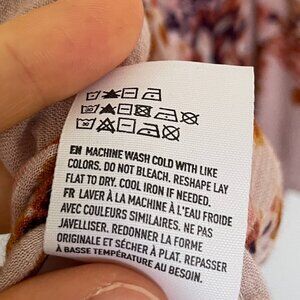 EN MACHINE WASH COLD WITH LIKE
COLORS. DO NOT BLEACH. RESHAPE LAY
FLAT TO DRY. COOL IRON IF NEEDED.
FR LAVER À LA MACHINE À L'EAU FROIDE
AVEC COULEURS SIMILAIRES. NE PAS
JAVELLISER. REDONNER LA FORME
ORIGINALE ET SÉCHER À PLAT. REPASSER
À BASSE TEMPÉRATURE AU BESOIN.